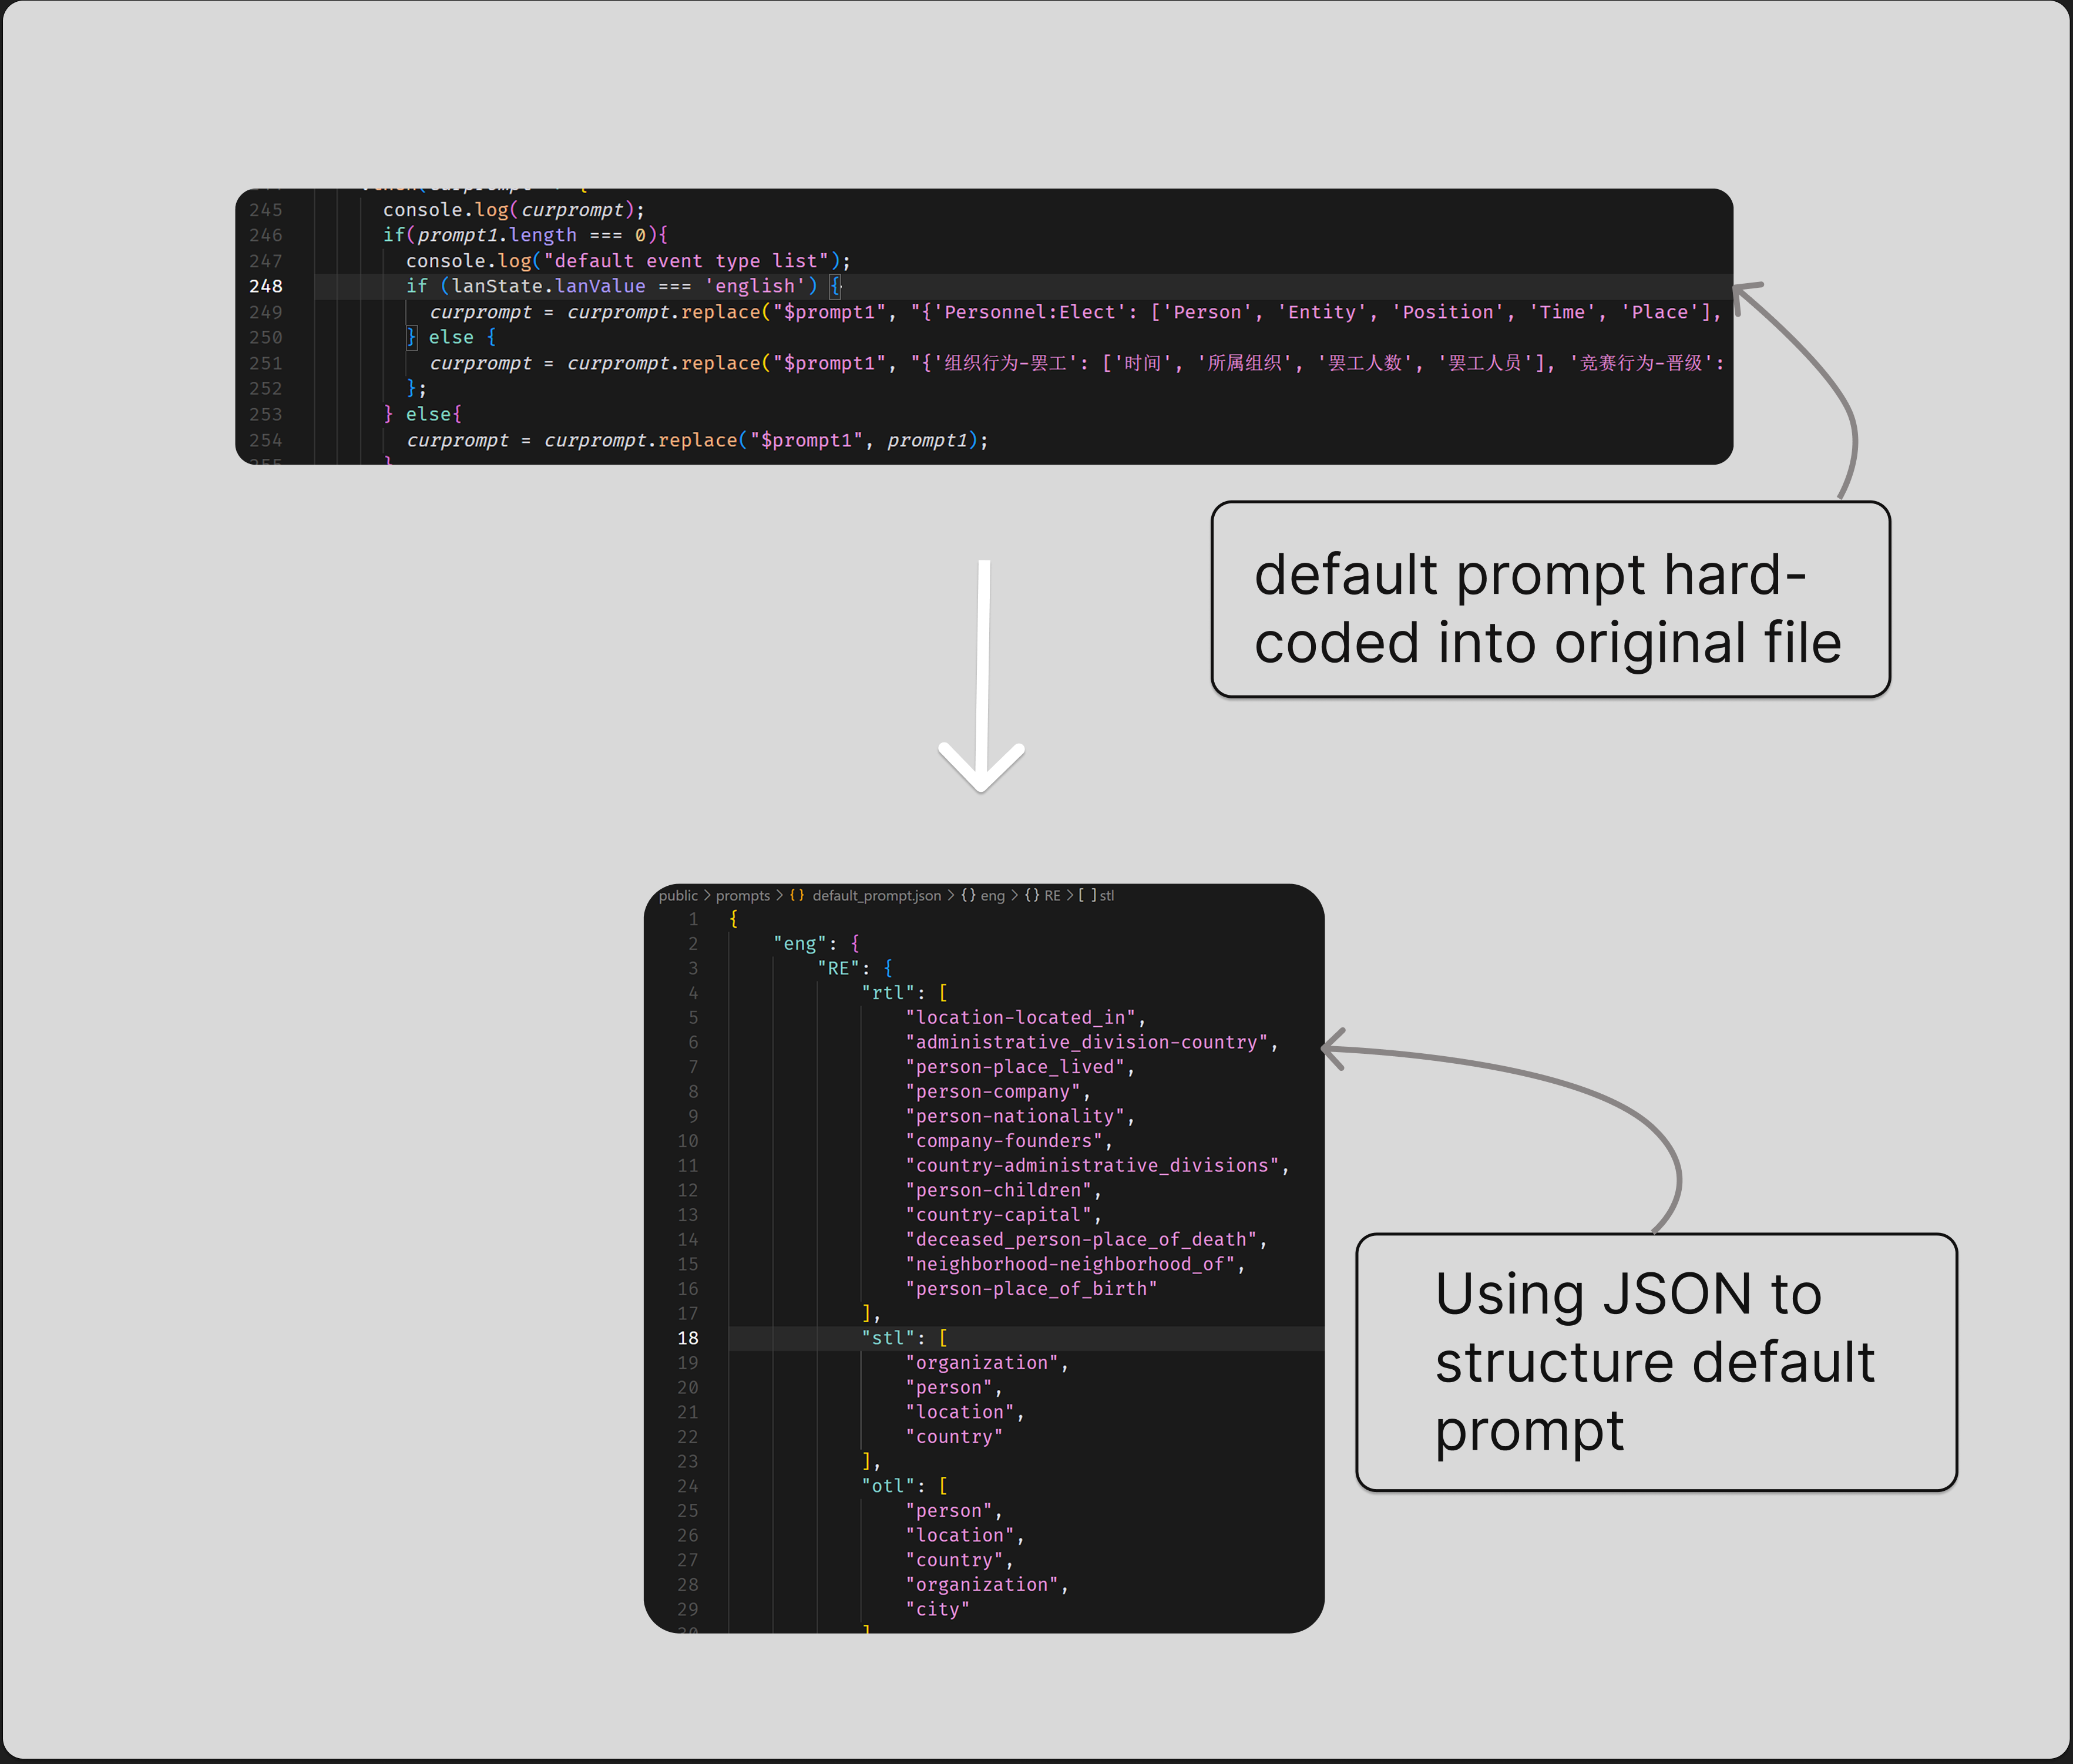 245 console.log(curprompt);
246 if(prompt1.length === 0){
247 console.log("default event type list");
248 if (lanState.lanValue === 'english') {
249 curprompt = curprompt.replace("$prompt1", "{'Personnel:Elect': ['Person', 'Entity', 'Position', 'Time', 'Place'],
250 } else {
251 curprompt = curprompt.replace("$prompt1", "{'组织行为-罢工': ['时间', '所属组织', '罢工人数', '罢工人员'], '竞赛行为-晋级':
252 };
253 } else{
254 curprompt = curprompt.replace("$prompt1", prompt1);
255 }
default prompt hard-
coded into original file
public > prompts > {} default_prompt.json > {} eng > {} RE > [ ] stl
1 {
2 "eng": {
3 "RE": {
4 "rtl": [
5 "location-located_in",
6 "administrative_division-country",
7 "person-place_lived",
8 "person-company",
9 "person-nationality",
10 "company-founders",
11 "country-administrative_divisions",
12 "person-children",
13 "country-capital",
14 "deceased_person-place_of_death",
15 "neighborhood-neighborhood_of",
16 "person-place_of_birth"
17 ],
18 "stl": [
19 "organization",
20 "person",
21 "location",
22 "country"
23 ],
24 "otl": [
25 "person",
26 "location",
27 "country",
28 "organization",
29 "city"
30 ]
Using JSON to
structure default
prompt